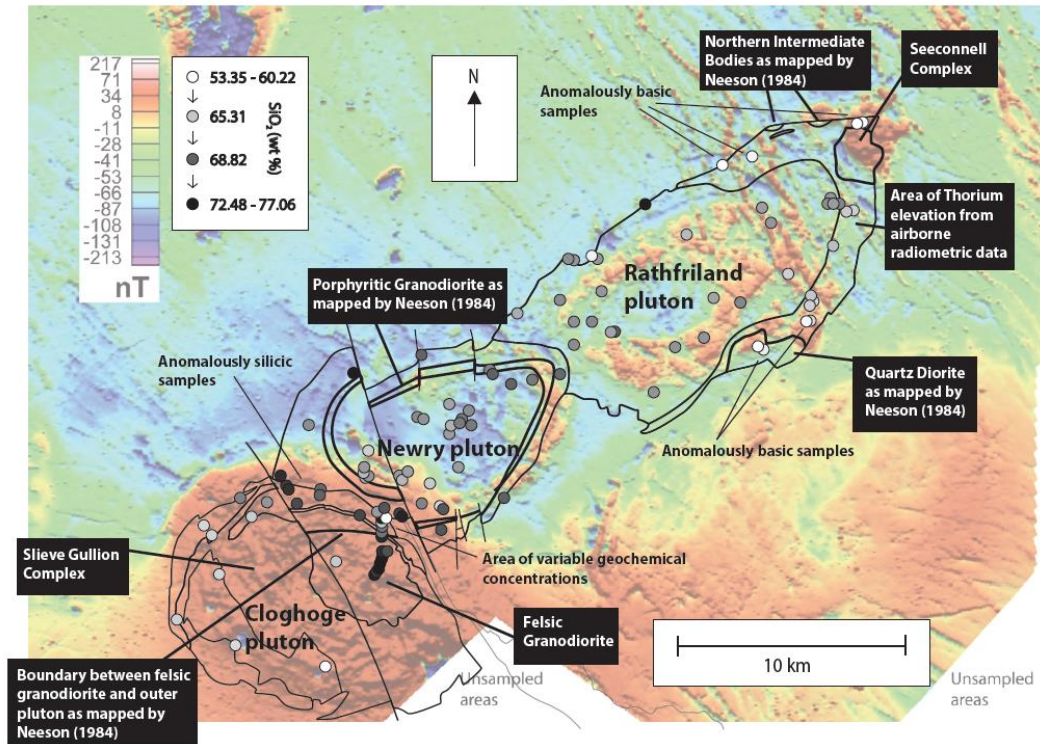 217
71
34
8
-11
-28
-41
-53
-66
-87
-108
-131
-213
nT
53.35 - 60.22
65.31
68.82
72.48 - 77.06
SiO₂ (wt %)
N
Northern Intermediate
Bodies as mapped by
Neeson (1984)
Seeconnell
Complex
Anomalously basic
samples
Area of Thorium
elevation from
airborne
radiometric data
Rathfriland
pluton
Porphyritic Granodiorite as
mapped by Neeson (1984)
Anomalously silicic
samples
Quartz Diorite
as mapped by
Neeson (1984)
Newry pluton
Anomalously basic samples
Slieve Gullion
Complex
Area of variable geochemical
concentrations
Cloghoge
pluton
Felsic
Granodiorite
10 km
Boundary between felsic
granodiorite and outer
pluton as mapped by
Neeson (1984)
Unsampled
areas
Unsampled
areas